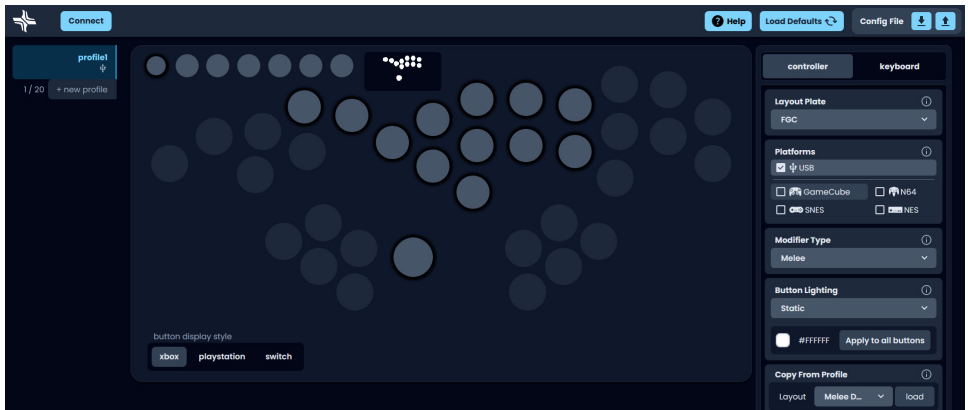 Connect
Help
Load Defaults
Config File
profile1
1 / 20
+ new profile
controller
keyboard
Layout Plate
FGC
Platforms
USB
GameCube
N64
SNES
NES
Modifier Type
Melee
Button Lighting
Static
#FFFFFF
Apply to all buttons
Copy From Profile
Layout
Melee D...
load
button display style
xbox
playstation
switch